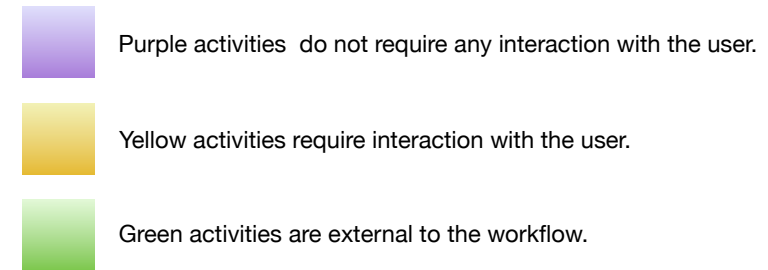 Purple activities  do not require any interaction with the user.
Yellow activities require interaction with the user.
Green activities are external to the workflow.